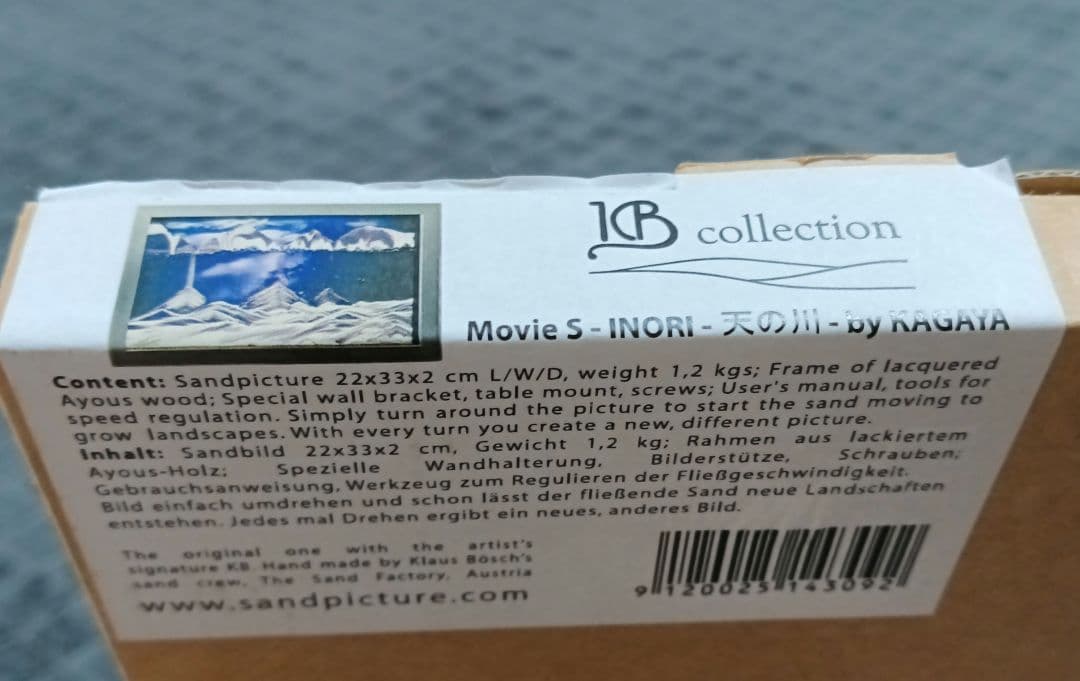 KB collection
Movie S - INORI - 天の川 - by KAGAYA
Content: Sandpicture 22x33x2 cm L/W/D, weight 1,2 kgs; Frame of lacquered
Ayous wood; Special wall bracket, table mount, screws; User's manual, tools for
speed regulation. Simply turn around the picture to start the sand moving to
grow landscapes. With every turn you create a new, different picture.
Inhalt: Sandbild 22x33x2 cm, Gewicht 1,2 kg; Rahmen aus lackiertem
Ayous-Holz; Spezielle Wandhalterung, Bilderstütze, Schrauben;
Gebrauchsanweisung, Werkzeug zum Regulieren der Fließgeschwindigkeit.
Bild einfach umdrehen und schon lässt der fließende Sand neue Landschaften
entstehen. Jedes mal Drehen ergibt ein neues, anderes Bild.
The original one with the artist's
signature KB. Hand made by Klaus Bösch's
sand crew, The Sand Factory, Austria
www.sandpicture.com
9 120025 143092